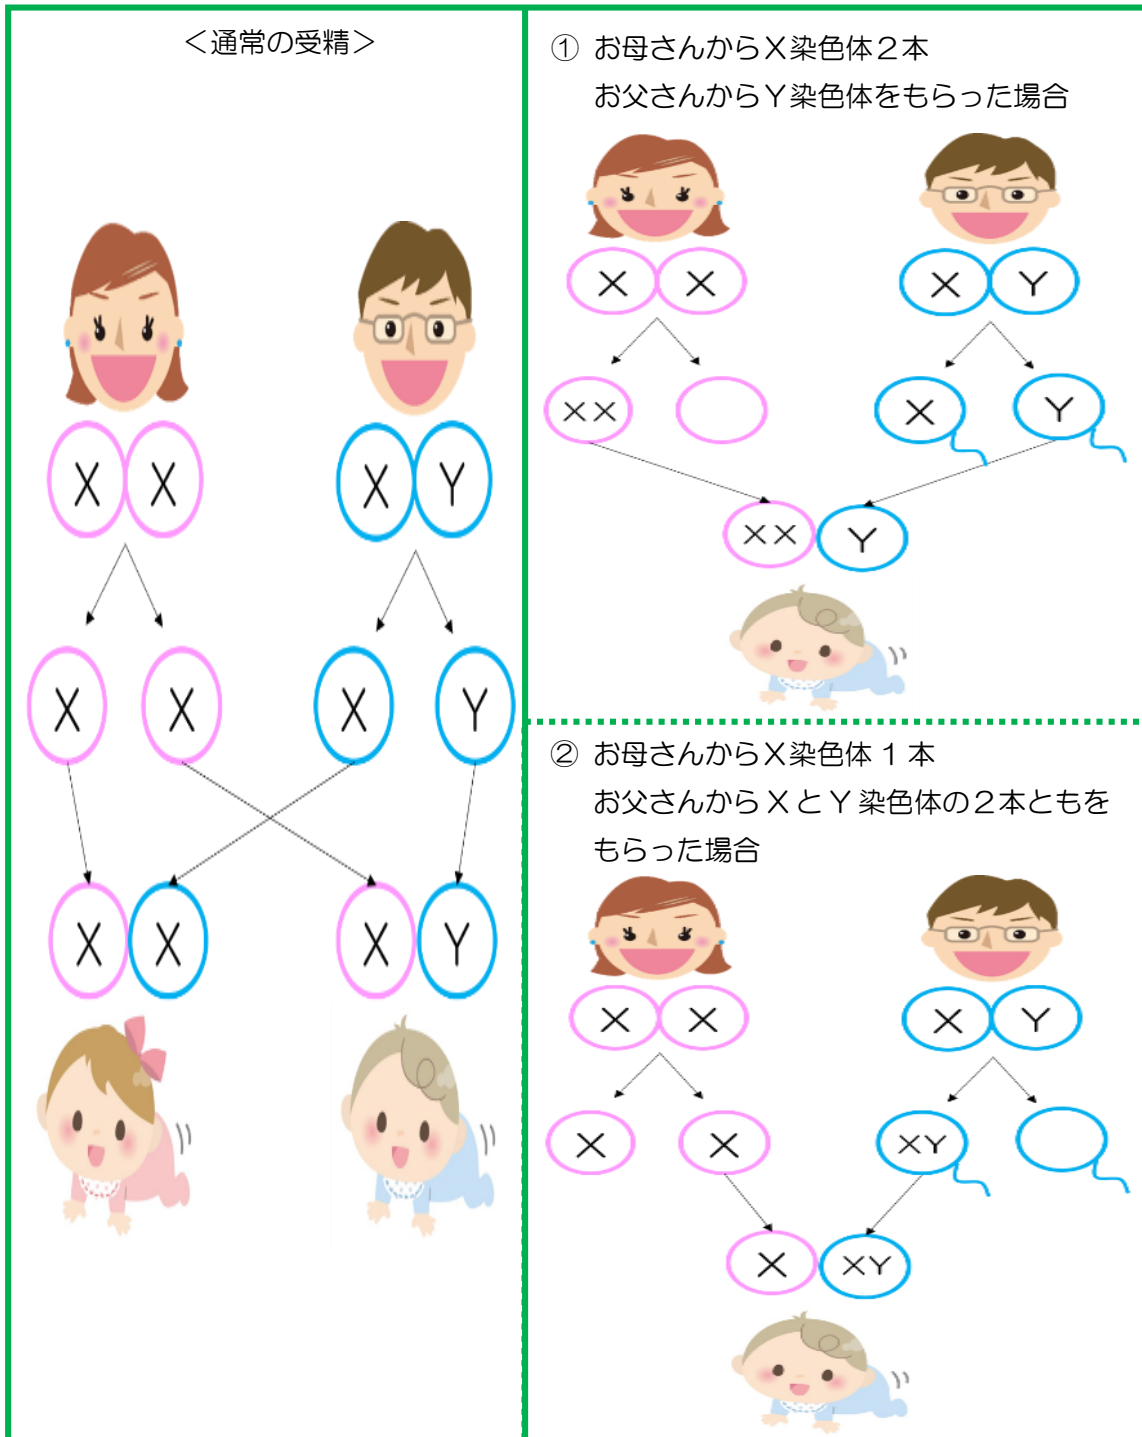 ＜通常の受精＞
X X
X Y
X X
X Y
X X
X Y
① お母さんからX染色体２本
お父さんからY染色体をもらった場合
X X
X Y
XX
X Y
XX Y
② お母さんからX染色体１本
お父さんからXとY染色体の２本ともを
もらった場合
X X
X Y
X X
XY
X XY